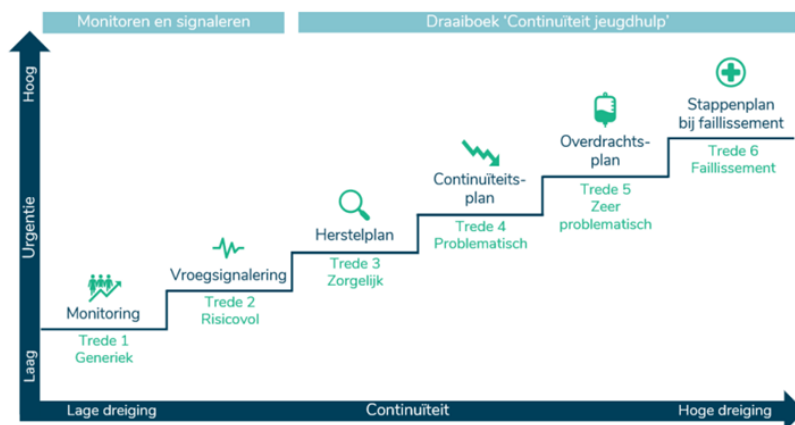 Monitoren en signaleren
Draaiboek 'Continuïteit jeugdhulp'
Hoog
Urgentie
Laag
Monitoring
Trede 1
Generiek
Vroegsignalering
Trede 2
Risicovol
Herstelplan
Trede 3
Zorgelijk
Continuïteits-
plan
Trede 4
Problematisch
Overdrachts-
plan
Trede 5
Zeer
problematisch
Stappenplan
bij faillissement
Trede 6
Faillissement
Lage dreiging
Continuïteit
Hoge dreiging